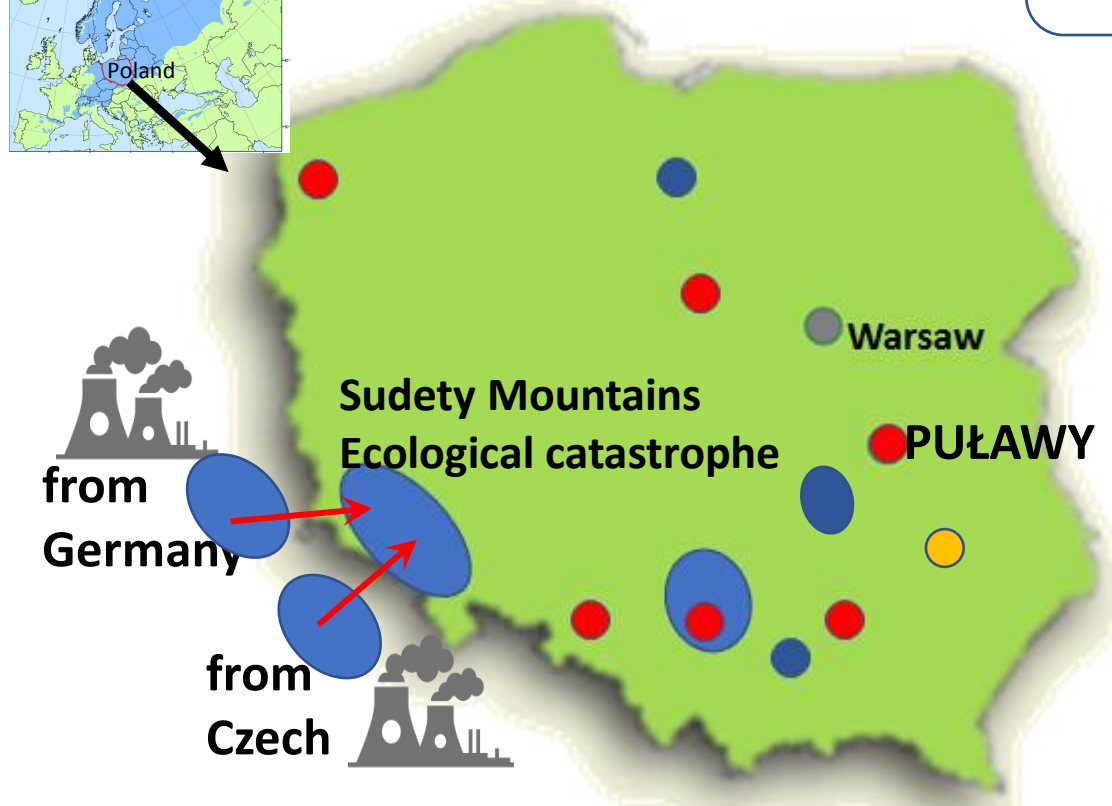 Poland
Warsaw
Sudety Mountains
Ecological catastrophe
PUŁAWY
from
Germany
from
Czech